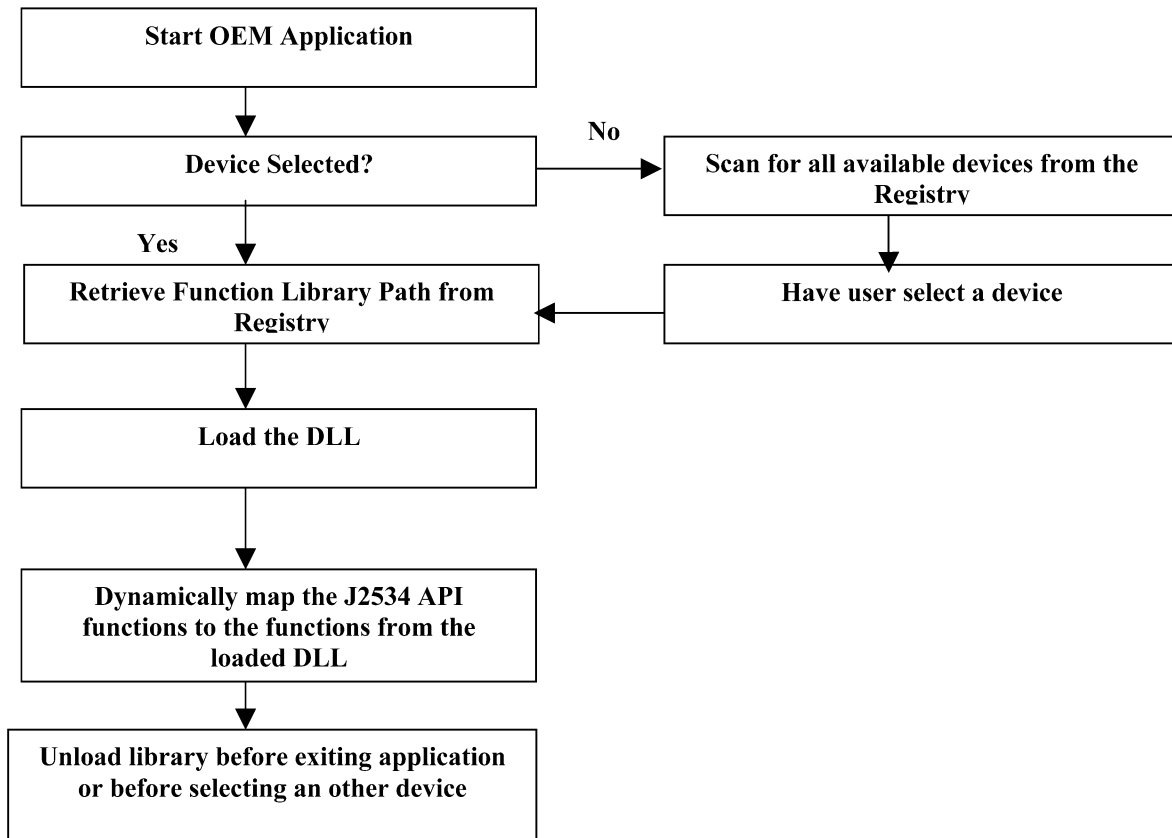 Start OEM Application
No
Device Selected?
Scan for all available devices from the
Registry
Yes
Retrieve Function Library Path from
Registry
Have user select a device
Load the DLL
Dynamically map the J2534 API
functions to the functions from the
loaded DLL
Unload library before exiting application
or before selecting an other device